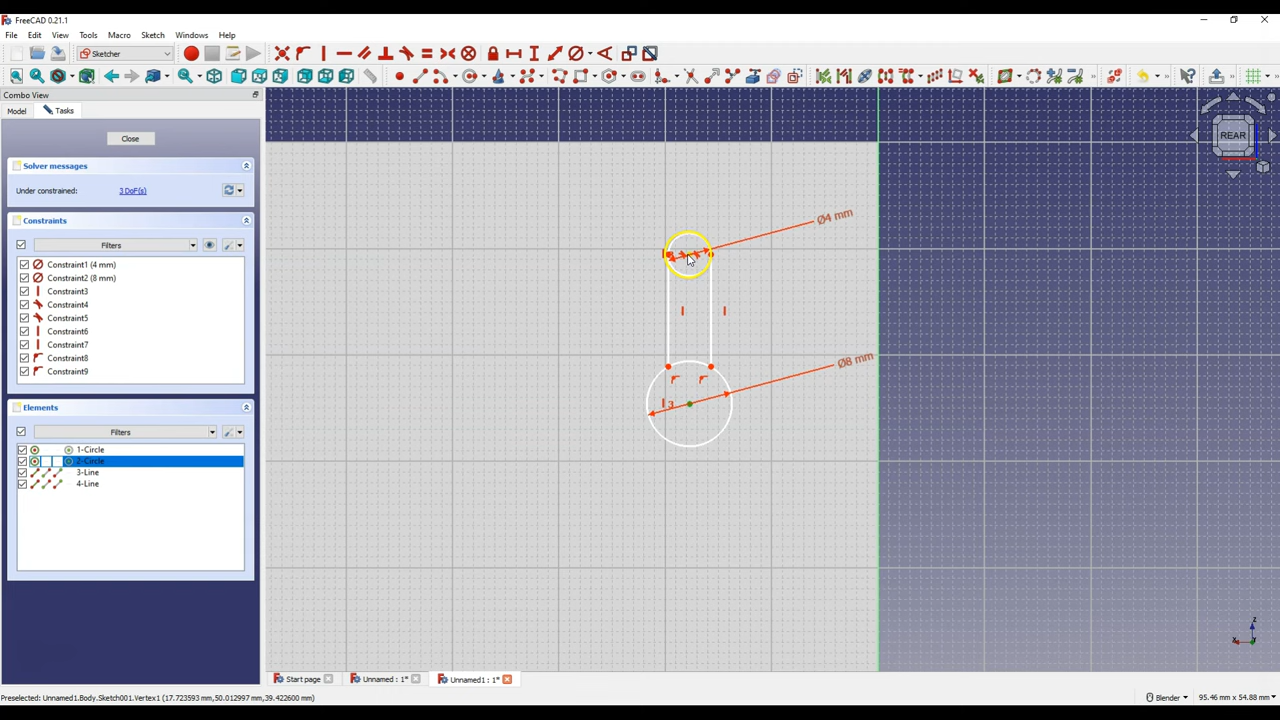 FreeCAD 0.21.1
File Edit View Tools Macro Sketch Windows Help
Sketcher
Combo View
Model Tasks
Close
REAR
Solver messages
Under constrained: 3 DoF(s)
Constraints
Filters
Ø4 mm
Constraint1 (4 mm)
Constraint2 (8 mm)
Constraint3
Constraint4
Constraint5
Constraint6
Constraint7
Constraint8
Constraint9
Ø8 mm
3
Elements
Filters
1-Circle
2-Circle
3-Line
4-Line
z
x
Start page Unnamed : 1* Unnamed1 : 1*
Preselected: Unnamed1.Body.Sketch001.Vertex1 (17.723593 mm,50.012997 mm,39.422600 mm) Blender 95.46 mm x 54.88 mm